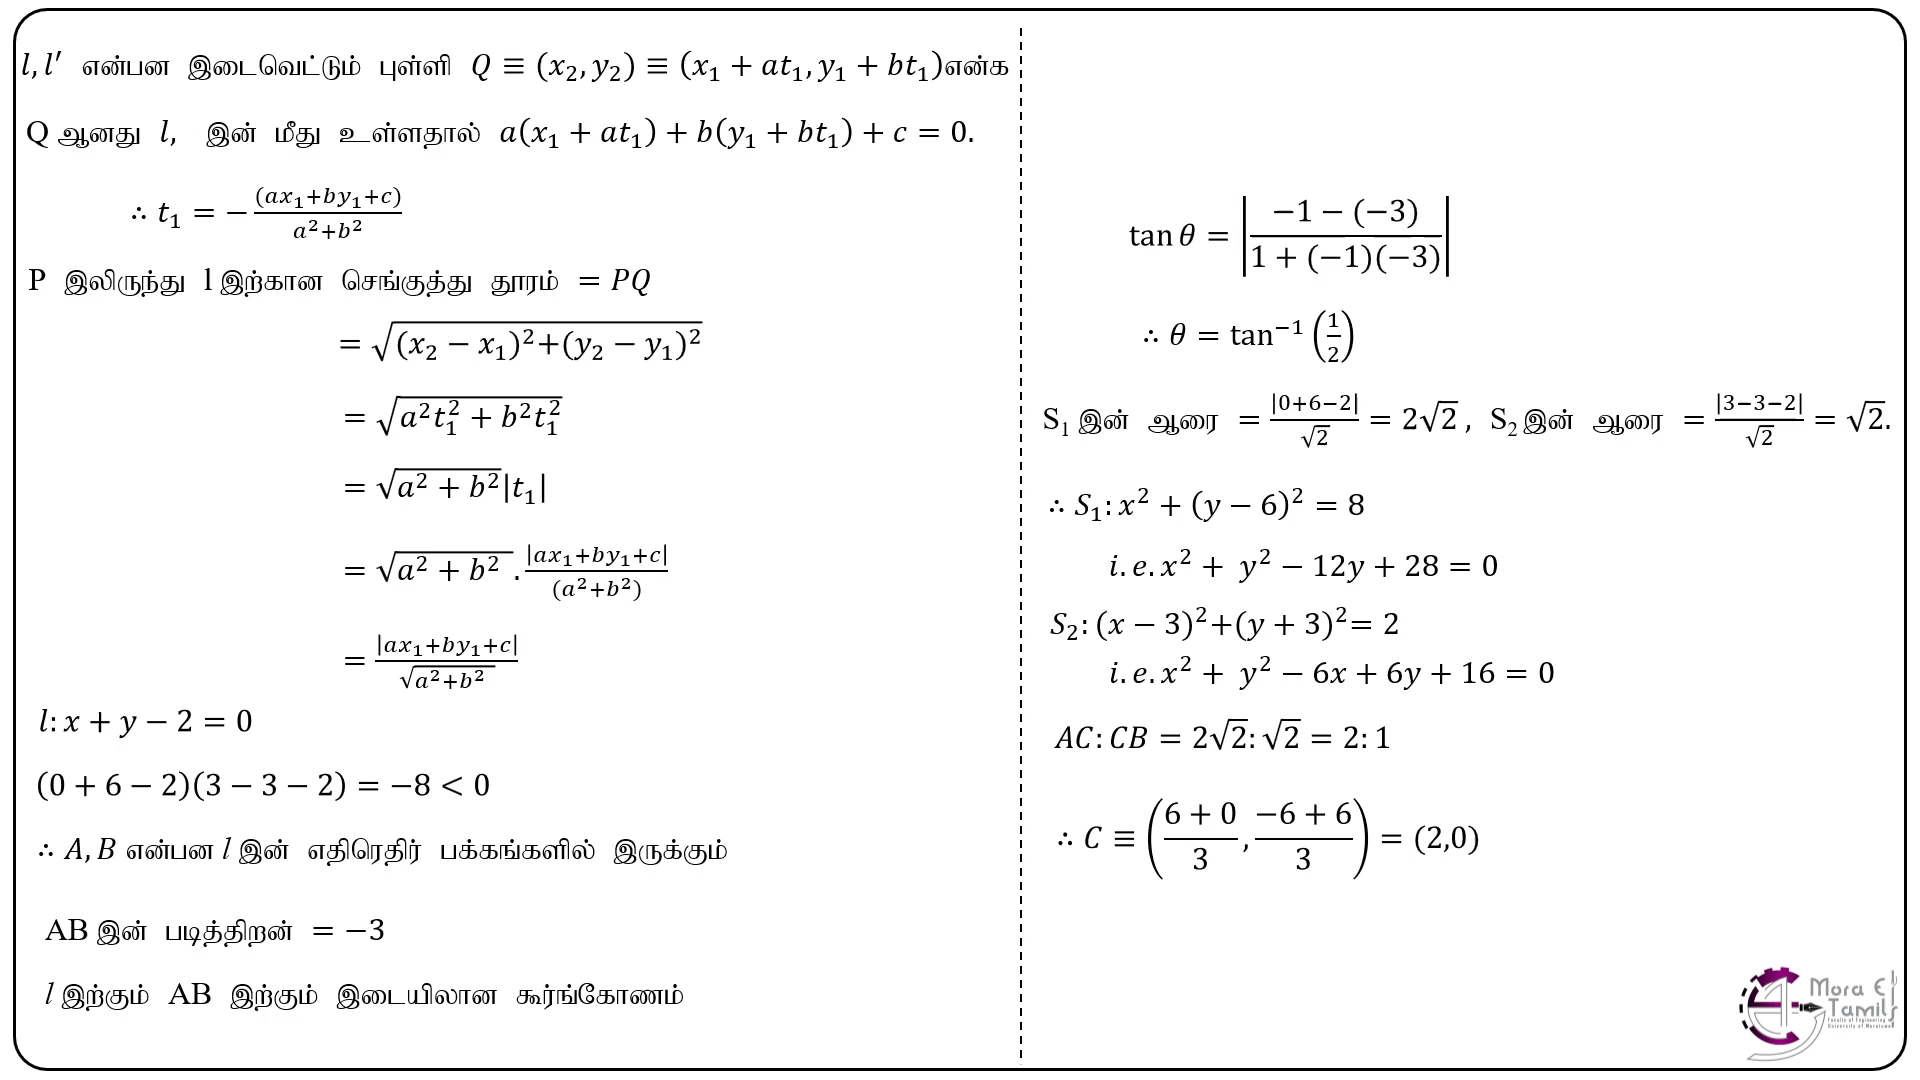 l, l′ என்பன இடைவெட்டும் புள்ளி Q ≡ (x₂, y₂) ≡ (x₁ + at₁, y₁ + bt₁)என்க
Q ஆனது l, இன் மீது உள்ளதால் a(x₁ + at₁) + b(y₁ + bt₁) + c = 0.
∴ t₁ = −(ax₁+by₁+c)/(a²+b²)
P இலிருந்து l இற்கான செங்குத்து தூரம் = PQ
= √((x₂ − x₁)²+(y₂ − y₁)²)
= √(a²t₁² + b²t₁²)
= √(a² + b²)|t₁|
= √(a² + b²) . |ax₁+by₁+c|/(a²+b²)
= |ax₁+by₁+c|/√(a²+b²)
l: x + y − 2 = 0
(0 + 6 − 2)(3 − 3 − 2) = −8 < 0
∴ A, B என்பன l இன் எதிரெதிர் பக்கங்களில் இருக்கும்
AB இன் படித்திறன் = −3
l இற்கும் AB இற்கும் இடையிலான கூர்ங்கோணம்
tan θ = |(−1 − (−3))/(1 + (−1)(−3))|
∴ θ = tan⁻¹ (1/2)
S₁ இன் ஆரை = |0+6−2|/√2 = 2√2 , S₂ இன் ஆரை = |3−3−2|/√2 = √2.
∴ S₁: x² + (y − 6)² = 8
i. e. x² + y² − 12y + 28 = 0
S₂: (x − 3)²+(y + 3)²= 2
i. e. x² + y² − 6x + 6y + 16 = 0
AC: CB = 2√2: √2 = 2: 1
∴ C ≡ ((6 + 0)/3, (−6 + 6)/3) = (2,0)
Mora E
Tamils
Faculty of Engineering
University of Moratuwa